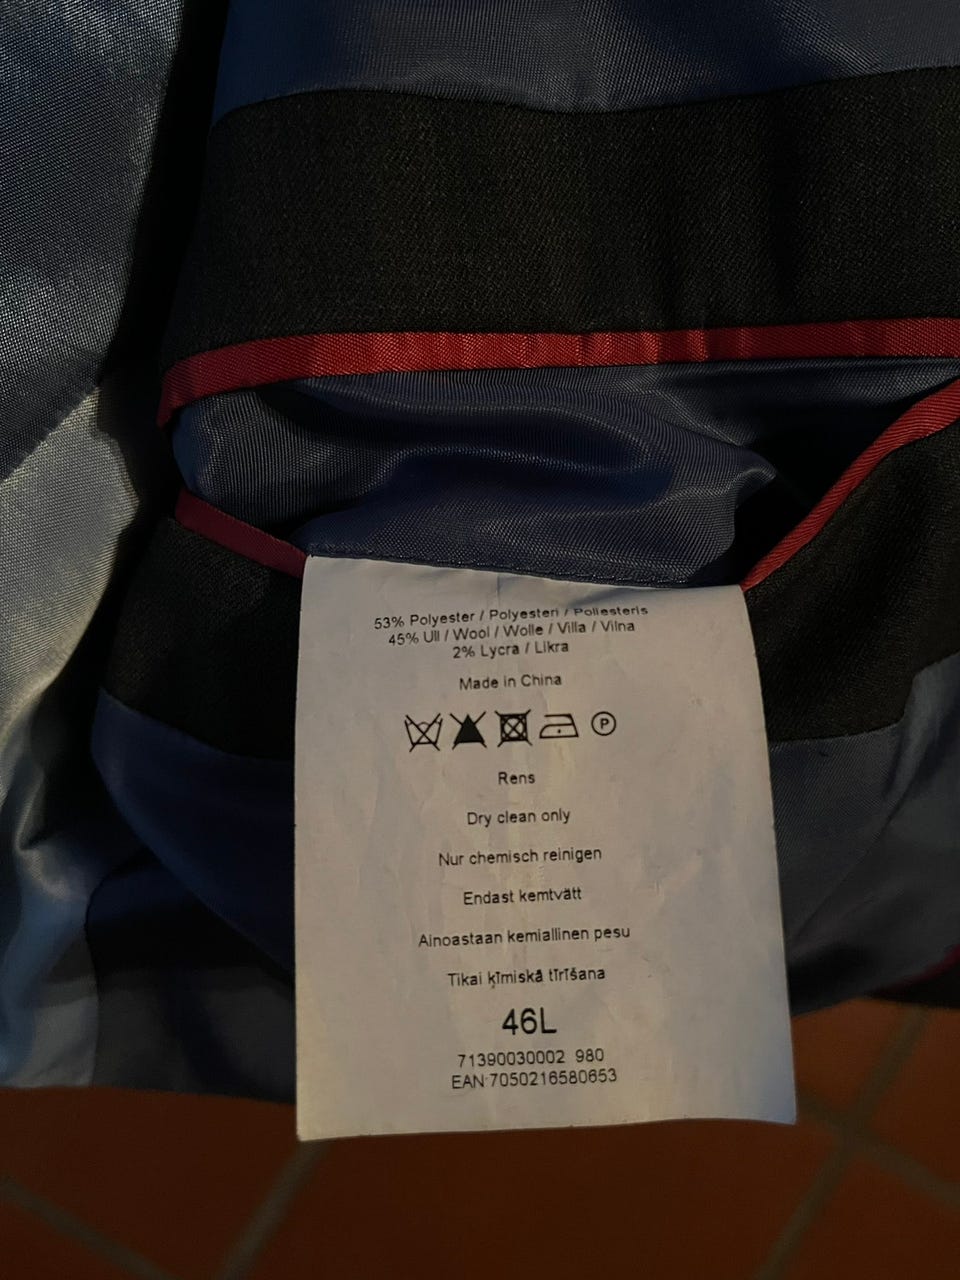 53% Polyester / Polyesteri / Poliesteris
45% Ull / Wool / Wolle / Villa / Vilna
2% Lycra / Likra
Made in China
P
Rens
Dry clean only
Nur chemisch reinigen
Endast kemtvätt
Ainoastaan kemiallinen pesu
Tikai ķīmiskā tīrīšana
46L
71390030002 980
EAN:7050216580653